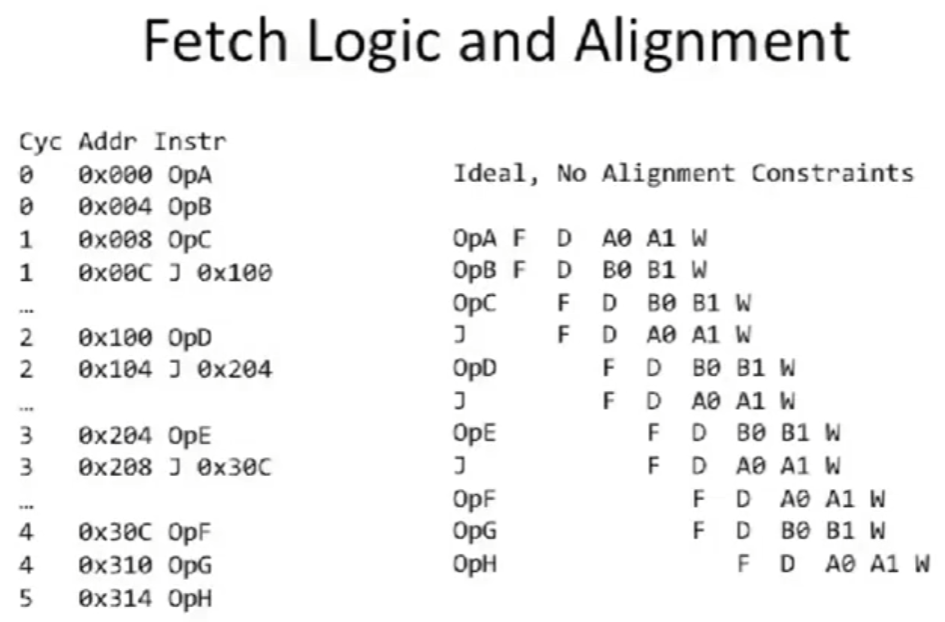 Fetch Logic and Alignment
Cyc Addr Instr
0 0x000 OpA
0 0x004 OpB
1 0x008 OpC
1 0x00C J 0x100
…
2 0x100 OpD
2 0x104 J 0x204
…
3 0x204 OpE
3 0x208 J 0x30C
…
4 0x30C OpF
4 0x310 OpG
5 0x314 OpH
Ideal, No Alignment Constraints
OpA F D A0 A1 W
OpB F D B0 B1 W
OpC F D B0 B1 W
J F D A0 A1 W
OpD F D B0 B1 W
J F D A0 A1 W
OpE F D B0 B1 W
J F D A0 A1 W
OpF F D A0 A1 W
OpG F D B0 B1 W
OpH F D A0 A1 W